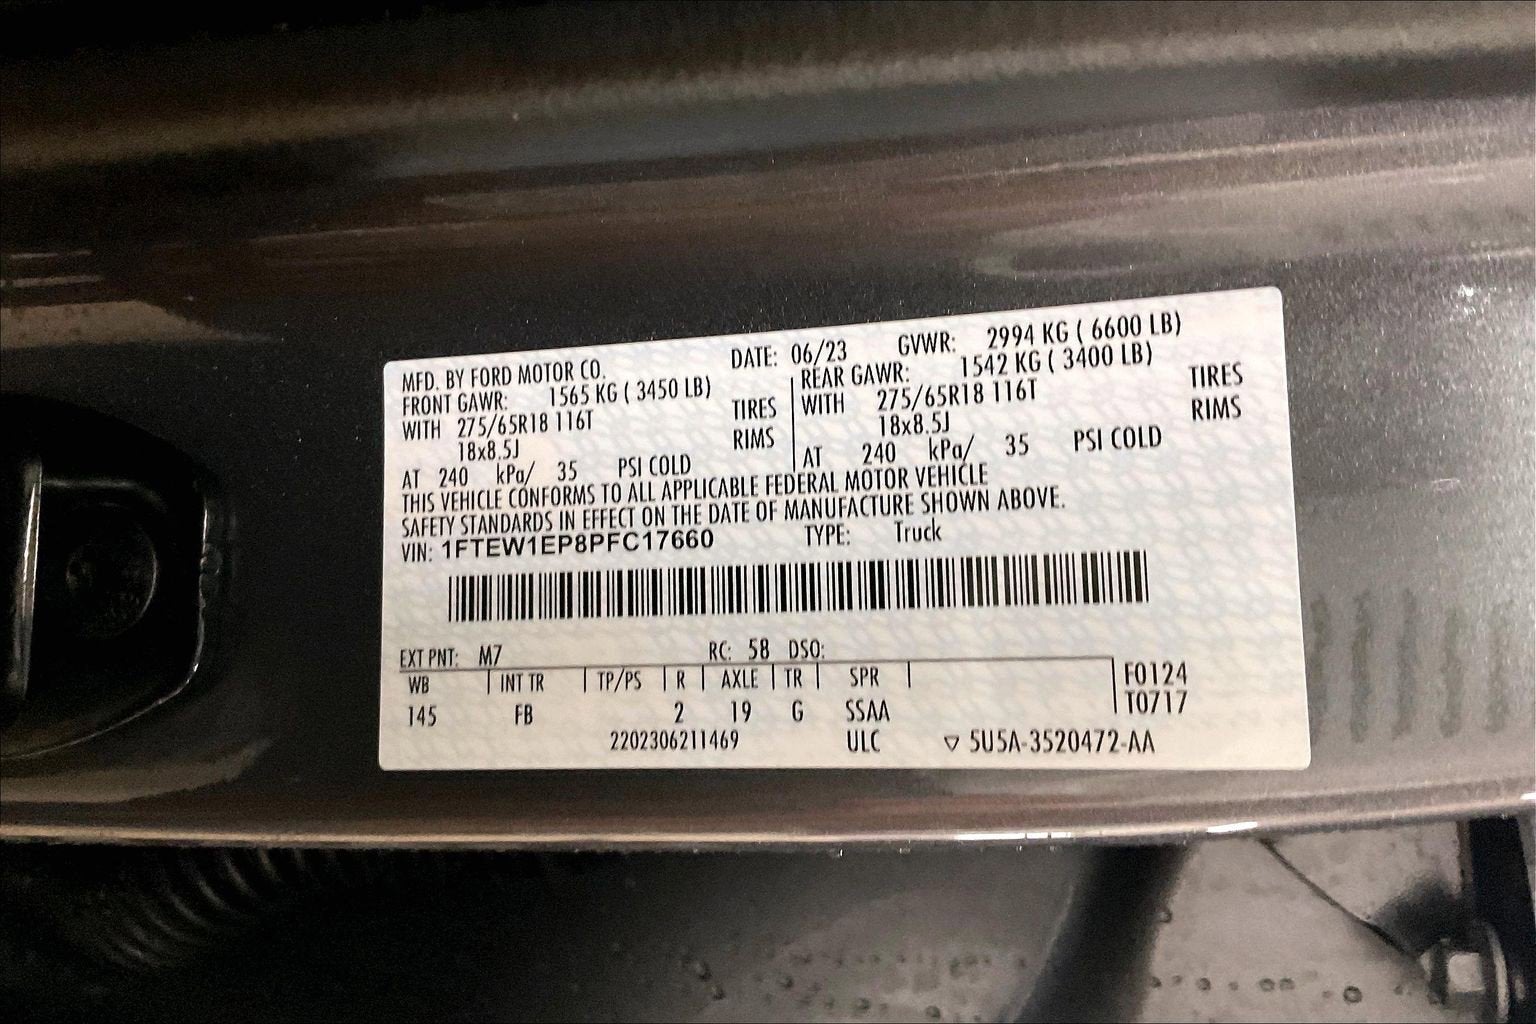 MFD. BY FORD MOTOR CO. DATE: 06/23 GVWR: 2994 KG ( 6600 LB)
FRONT GAWR: 1565 KG ( 3450 LB) REAR GAWR: 1542 KG ( 3400 LB)
WITH 275/65R18 116T TIRES WITH 275/65R18 116T TIRES
18x8.5J RIMS 18x8.5J RIMS
AT 240 kPa/ 35 PSI COLD AT 240 kPa/ 35 PSI COLD
THIS VEHICLE CONFORMS TO ALL APPLICABLE FEDERAL MOTOR VEHICLE
SAFETY STANDARDS IN EFFECT ON THE DATE OF MANUFACTURE SHOWN ABOVE.
VIN: 1FTEW1EP8PFC17660 TYPE: Truck
EXT PNT: M7 RC: 58 DSO:
WB INT TR TP/PS R AXLE TR SPR F0124
145 FB 2 19 G SSAA T0717
2202306211469 ULC ▽ 5U5A-3520472-AA